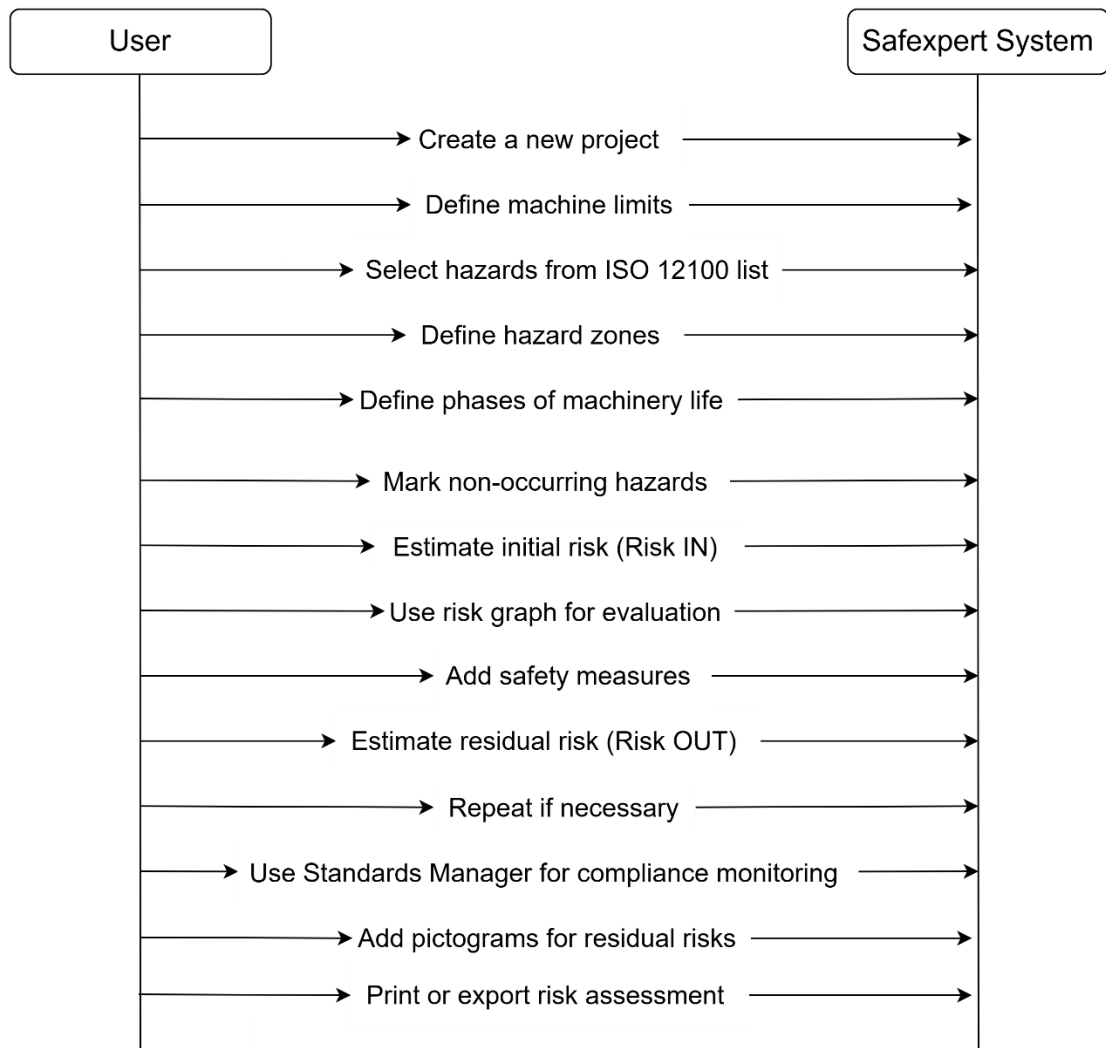 User
Safexpert System
Create a new project
Define machine limits
Select hazards from ISO 12100 list
Define hazard zones
Define phases of machinery life
Mark non-occurring hazards
Estimate initial risk (Risk IN)
Use risk graph for evaluation
Add safety measures
Estimate residual risk (Risk OUT)
Repeat if necessary
Use Standards Manager for compliance monitoring
Add pictograms for residual risks
Print or export risk assessment